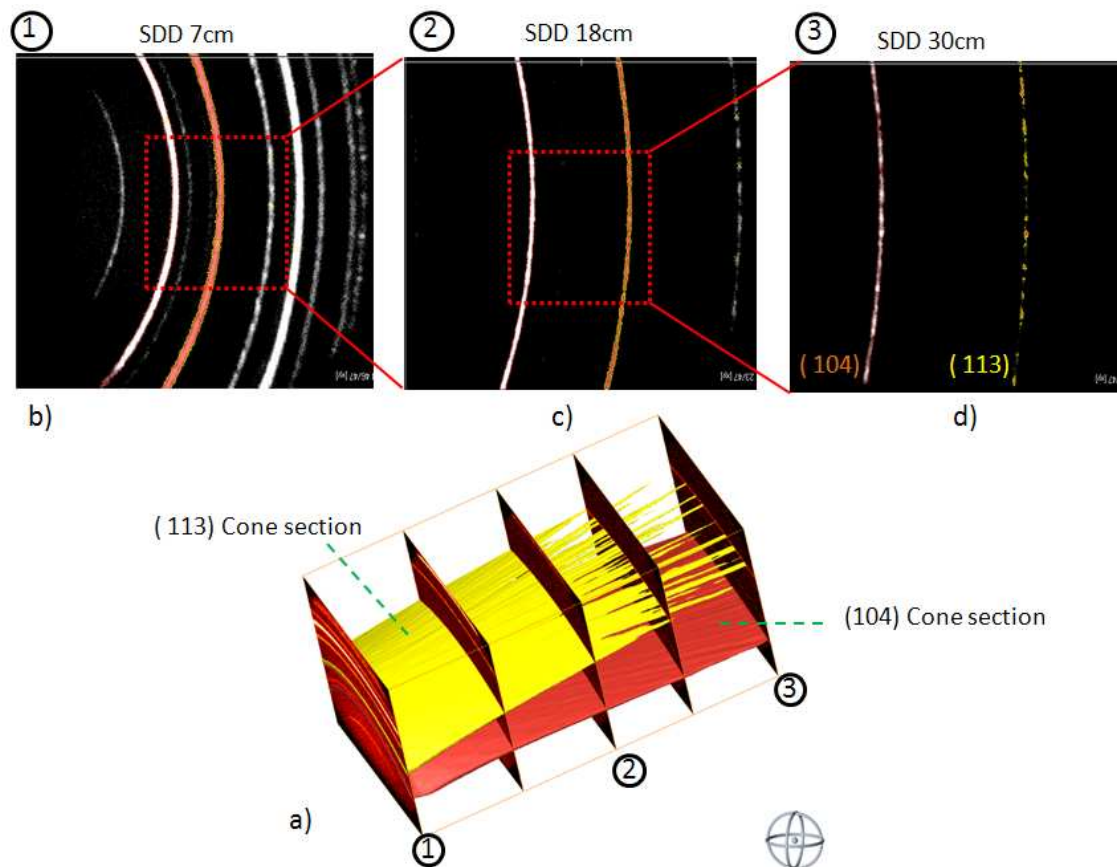 1
SDD 7cm
2
SDD 18cm
3
SDD 30cm
( 104)
( 113)
b)
c)
d)
( 113) Cone section
(104) Cone section
3
2
a)
1